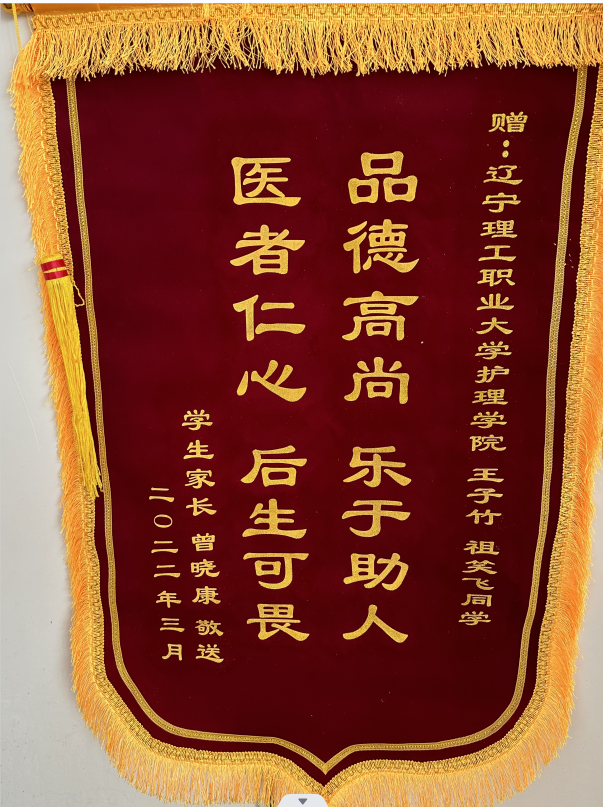 赠：辽宁理工职业大学护理学院 王子竹 祖英飞同学
品德高尚 乐于助人
医者仁心 后生可畏
学生家长 曾晓康 敬送
二〇二二年三月